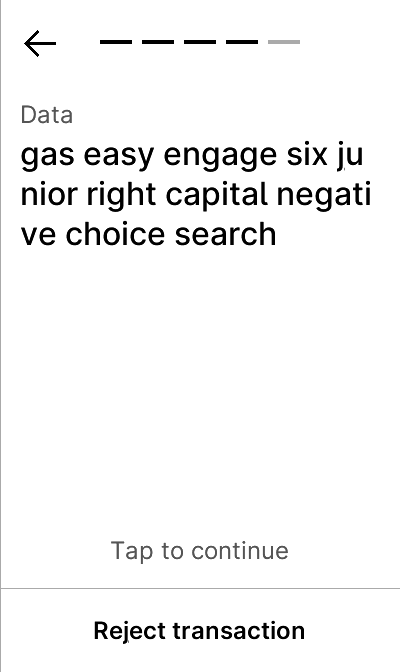 Data
gas easy engage six ju
nior right capital negati
ve choice search
Tap to continue
Reject transaction